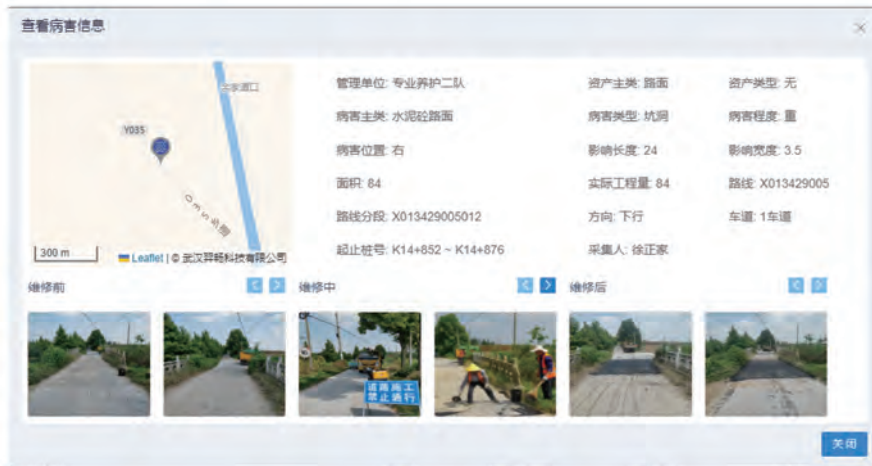 查看病害信息
管理单位: 专业养护二队
资产主类: 路面
资产类型: 无
病害主类: 水泥砼路面
病害类型: 坑洞
病害程度: 重
病害位置: 右
影响长度: 24
影响宽度: 3.5
面积: 84
实际工程量: 84
路线: X013429005
路线分段: X013429005012
方向: 下行
车道: 1车道
起止桩号: K14+852 ~ K14+876
采集人: 徐正家
Y035
300 m
Leaflet | © 武汉羿畅科技有限公司
维修前
维修中
维修后
道路施工
禁止通行
关闭